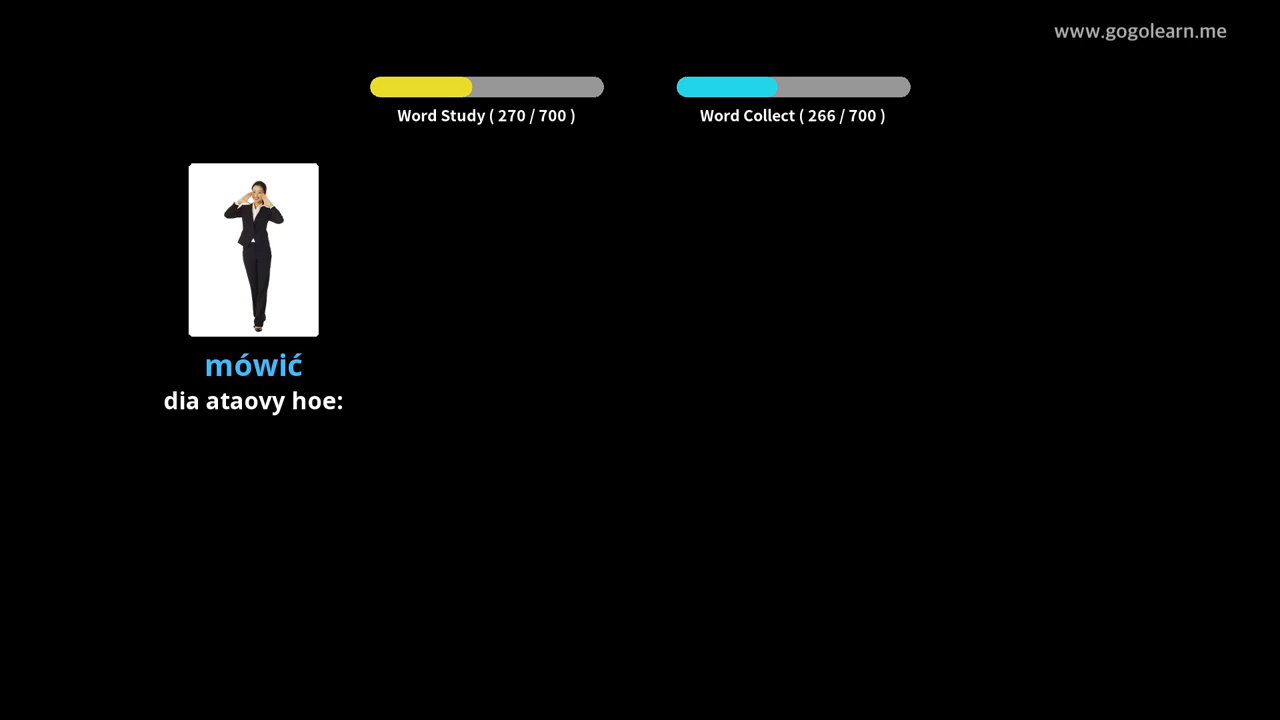 www.gogolearn.me
Word Study ( 270 / 700 )
Word Collect ( 266 / 700 )
mówić
dia ataovy hoe: